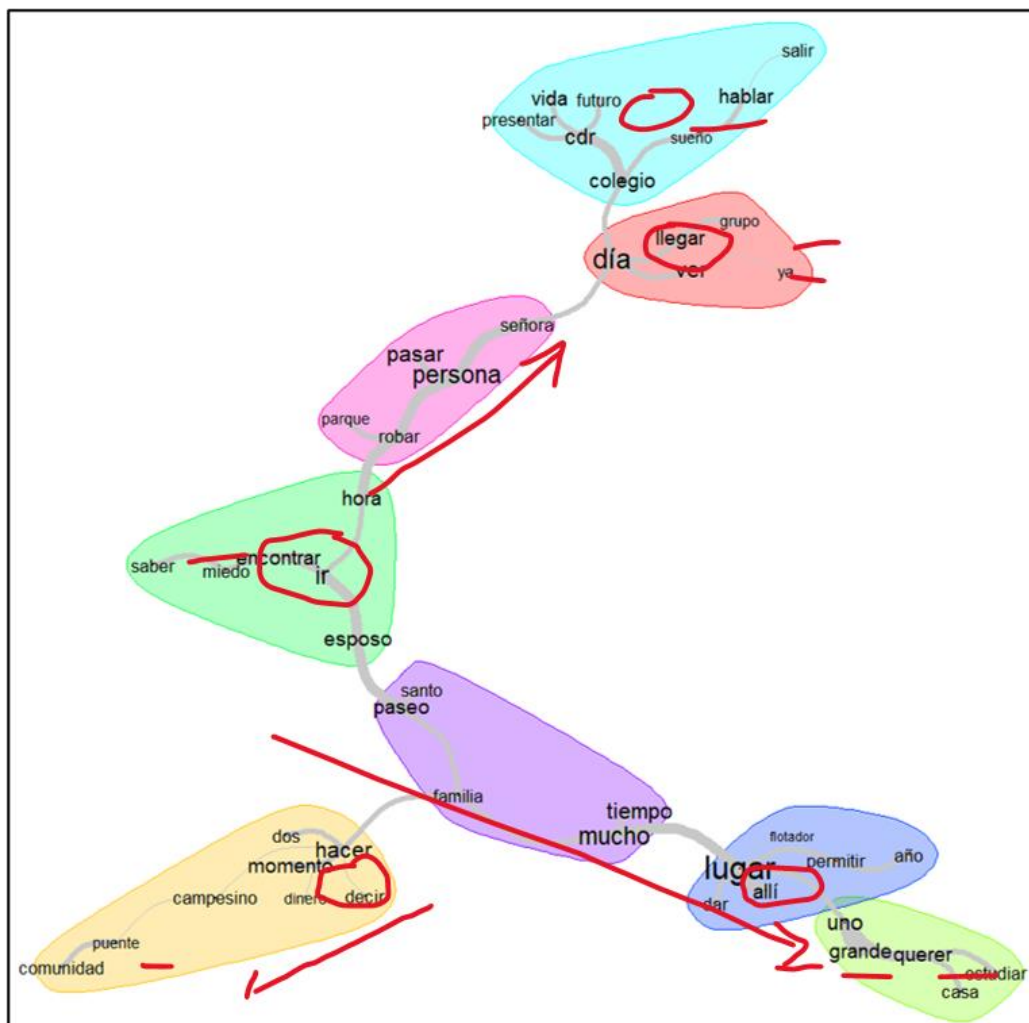 salir
vida futuro hablar
presentar
cdr sueño
colegio
grupo
llegar
día ver ya
señora
pasar
persona
parque
robar
hora
encontrar
saber miedo ir
esposo
santo
paseo
familia
tiempo
mucho
dos
hacer
momento
campesino dinero decir
puente
comunidad
flotador
lugar permitir año
allí
dar
uno
grande querer
estudiar
casa